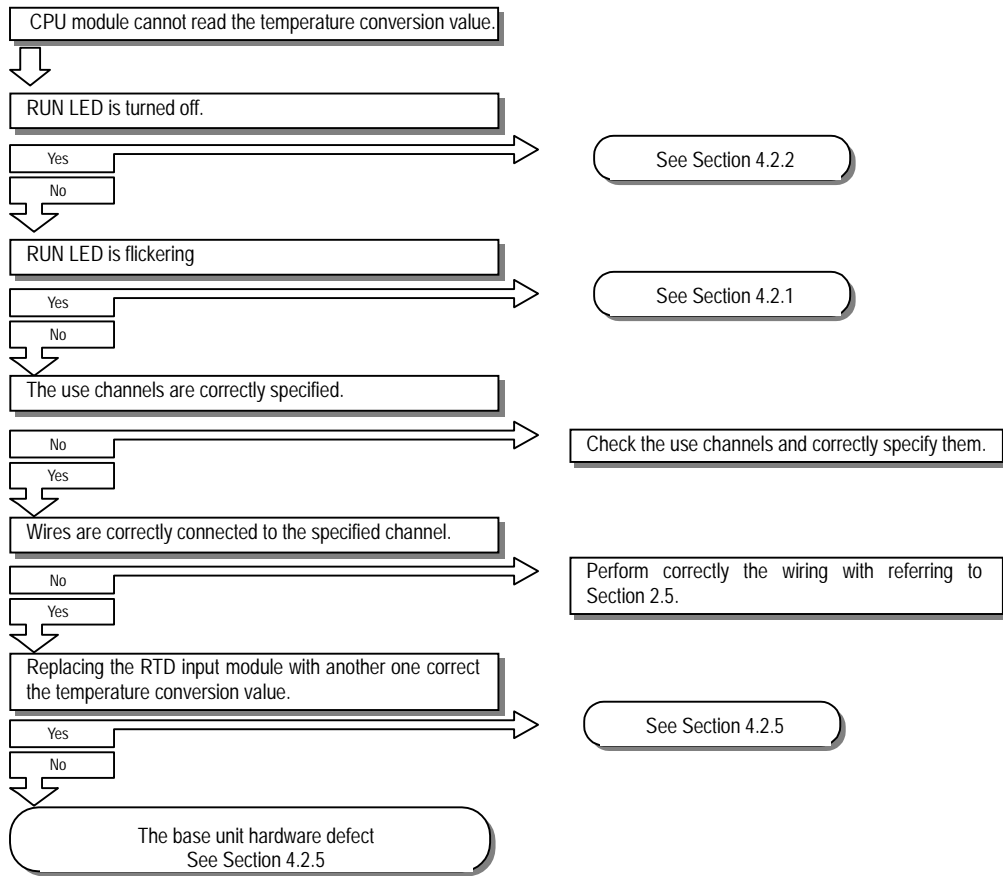 CPU module cannot read the temperature conversion value.
RUN LED is turned off.
Yes
See Section 4.2.2
No
RUN LED is flickering
Yes
See Section 4.2.1
No
The use channels are correctly specified.
No
Check the use channels and correctly specify them.
Yes
Wires are correctly connected to the specified channel.
No
Perform correctly the wiring with referring to
Section 2.5.
Yes
Replacing the RTD input module with another one correct
the temperature conversion value.
Yes
See Section 4.2.5
No
The base unit hardware defect
See Section 4.2.5